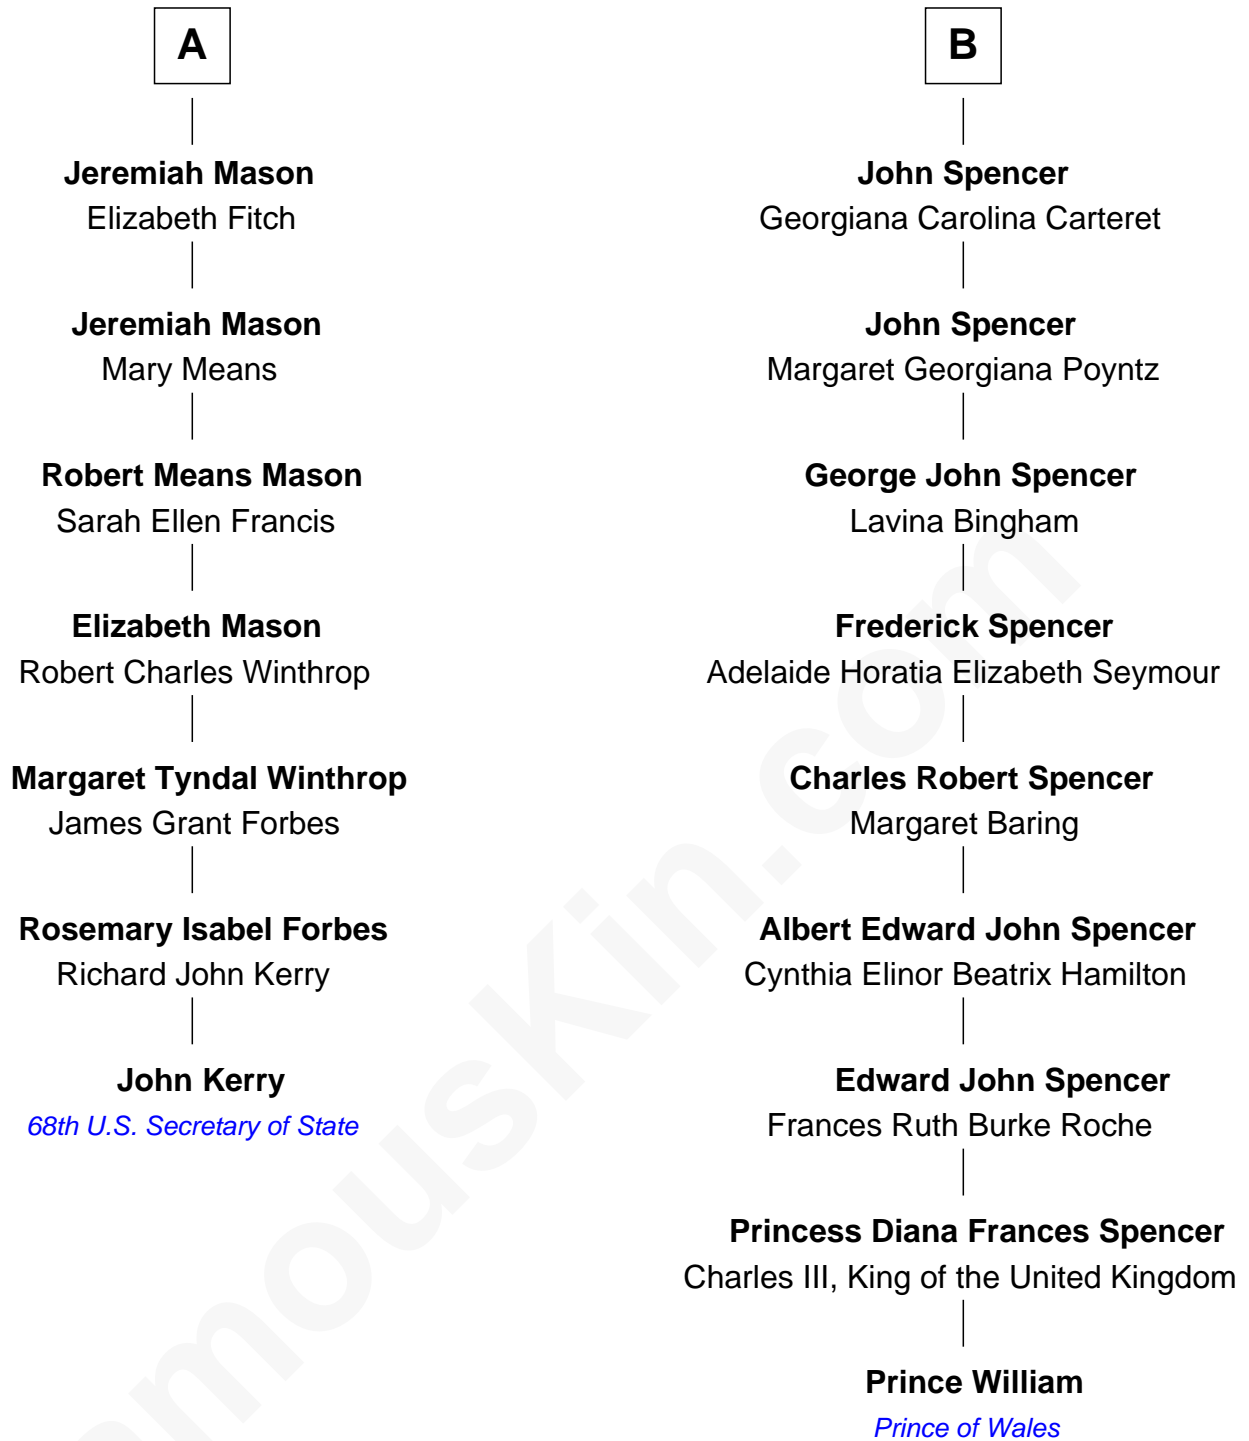 A
Jeremiah Mason
Elizabeth Fitch
Jeremiah Mason
Mary Means
Robert Means Mason
Sarah Ellen Francis
Elizabeth Mason
Robert Charles Winthrop
Margaret Tyndal Winthrop
James Grant Forbes
Rosemary Isabel Forbes
Richard John Kerry
John Kerry
68th U.S. Secretary of State
B
John Spencer
Georgiana Carolina Carteret
John Spencer
Margaret Georgiana Poyntz
George John Spencer
Lavina Bingham
Frederick Spencer
Adelaide Horatia Elizabeth Seymour
Charles Robert Spencer
Margaret Baring
Albert Edward John Spencer
Cynthia Elinor Beatrix Hamilton
Edward John Spencer
Frances Ruth Burke Roche
Princess Diana Frances Spencer
Charles III, King of the United Kingdom
Prince William
Prince of Wales
amouskin.com